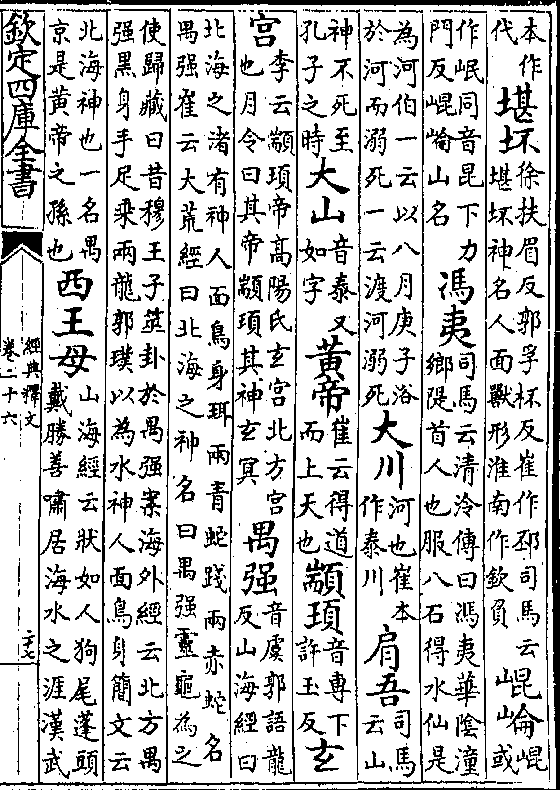 本作代堪坏徐扶眉反郭孚杯反崔作邳司馬云堪坏神名人面獸形淮南作欽負崐崘崐或
作岷同音昆下力門反崐崘山名馮夷司馬云清泠傳曰馮夷華陰潼鄉隄首人也服八石得水仙是
為河伯一云以八月庚子浴於河而溺死一云渡河溺死大川河也崔本作泰川肩吾司馬云山
神不死至孔子之時大山音泰又如字黃帝崔云得道而上天也顓頊音專下許玉反玄
宫李云顓頊帝高陽氏玄宫北方宫也月令曰其帝顓頊其神玄冥禺强音虞郭語龍反山海經曰
北海之渚有神人面鳥身珥兩青蛇踐兩赤蛇名禺强崔云大荒經曰北海之神名曰禺强靈龜為之
使歸藏曰昔穆王子筮卦於禺强案海外經云北方禺强黑身手足乗兩龍郭璞以為水神人面鳥身簡文云
北海神也一名禺京是黃帝之孫也西王母山海經云狀如人狗尾蓬頭戴勝善嘯居海水之涯漢武
欽定四庫全書
經典釋文
卷二十六
二十七